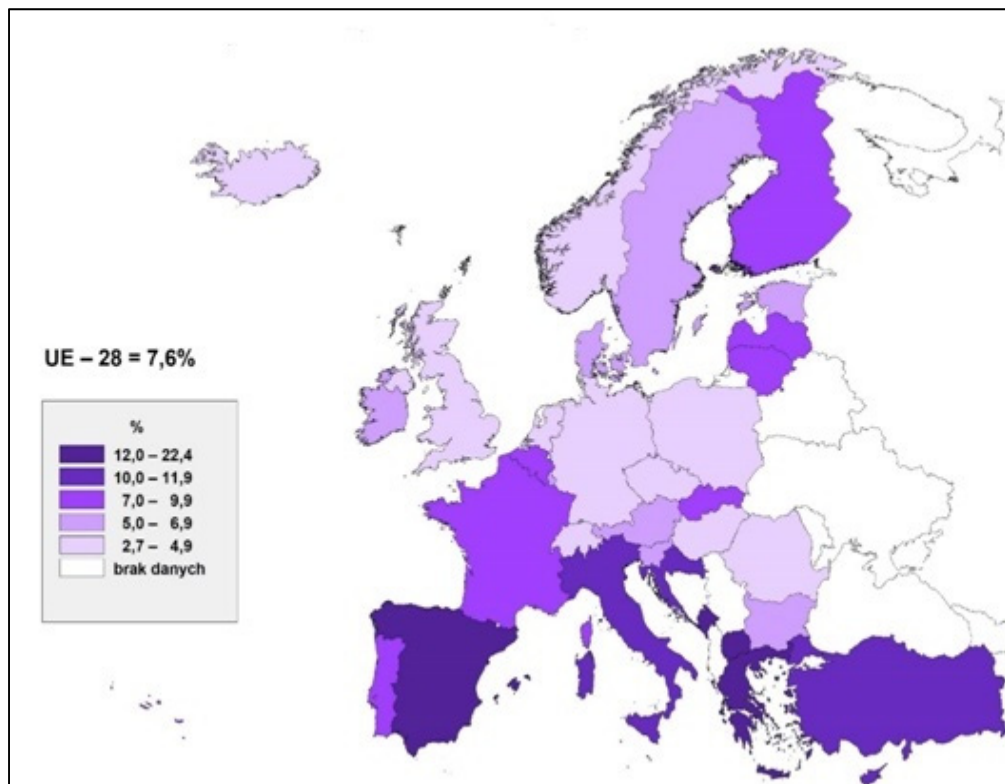 UE – 28 = 7,6%
%
12,0 – 22,4
10,0 – 11,9
7,0 – 9,9
5,0 – 6,9
2,7 – 4,9
brak danych